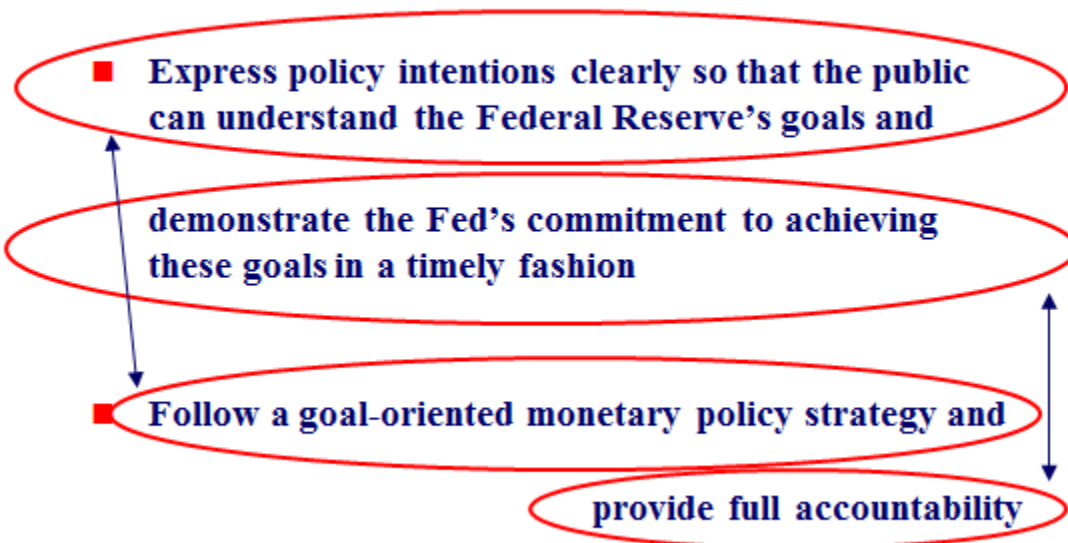 Express policy intentions clearly so that the public
can understand the Federal Reserve's goals and
demonstrate the Fed's commitment to achieving
these goals in a timely fashion
Follow a goal-oriented monetary policy strategy and
provide full accountability